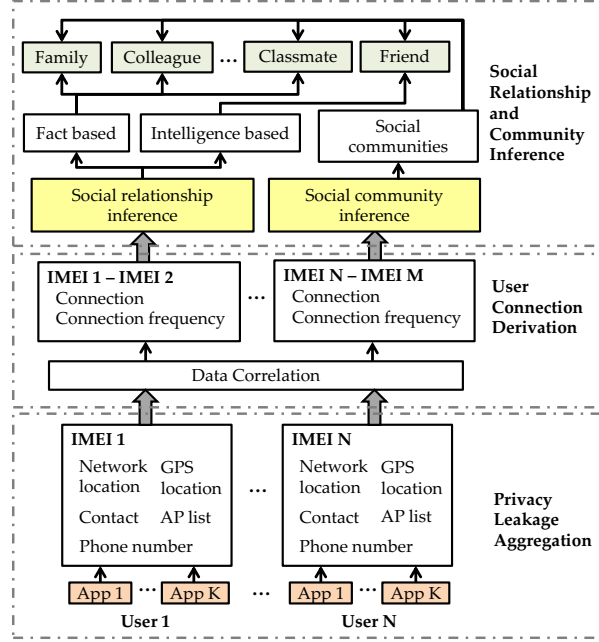 Family
Colleague
...
Classmate
Friend
Social
Relationship
and
Community
Inference
Fact based
Intelligence based
Social
communities
Social relationship
inference
Social community
inference
IMEI 1 – IMEI 2
Connection
Connection frequency
...
IMEI N – IMEI M
Connection
Connection frequency
User
Connection
Derivation
Data Correlation
IMEI 1
Network
location
GPS
location
Contact
AP list
Phone number
...
IMEI N
Network
location
GPS
location
Contact
AP list
Phone number
Privacy
Leakage
Aggregation
App 1
...
App K
...
App 1
...
App K
User 1
User N